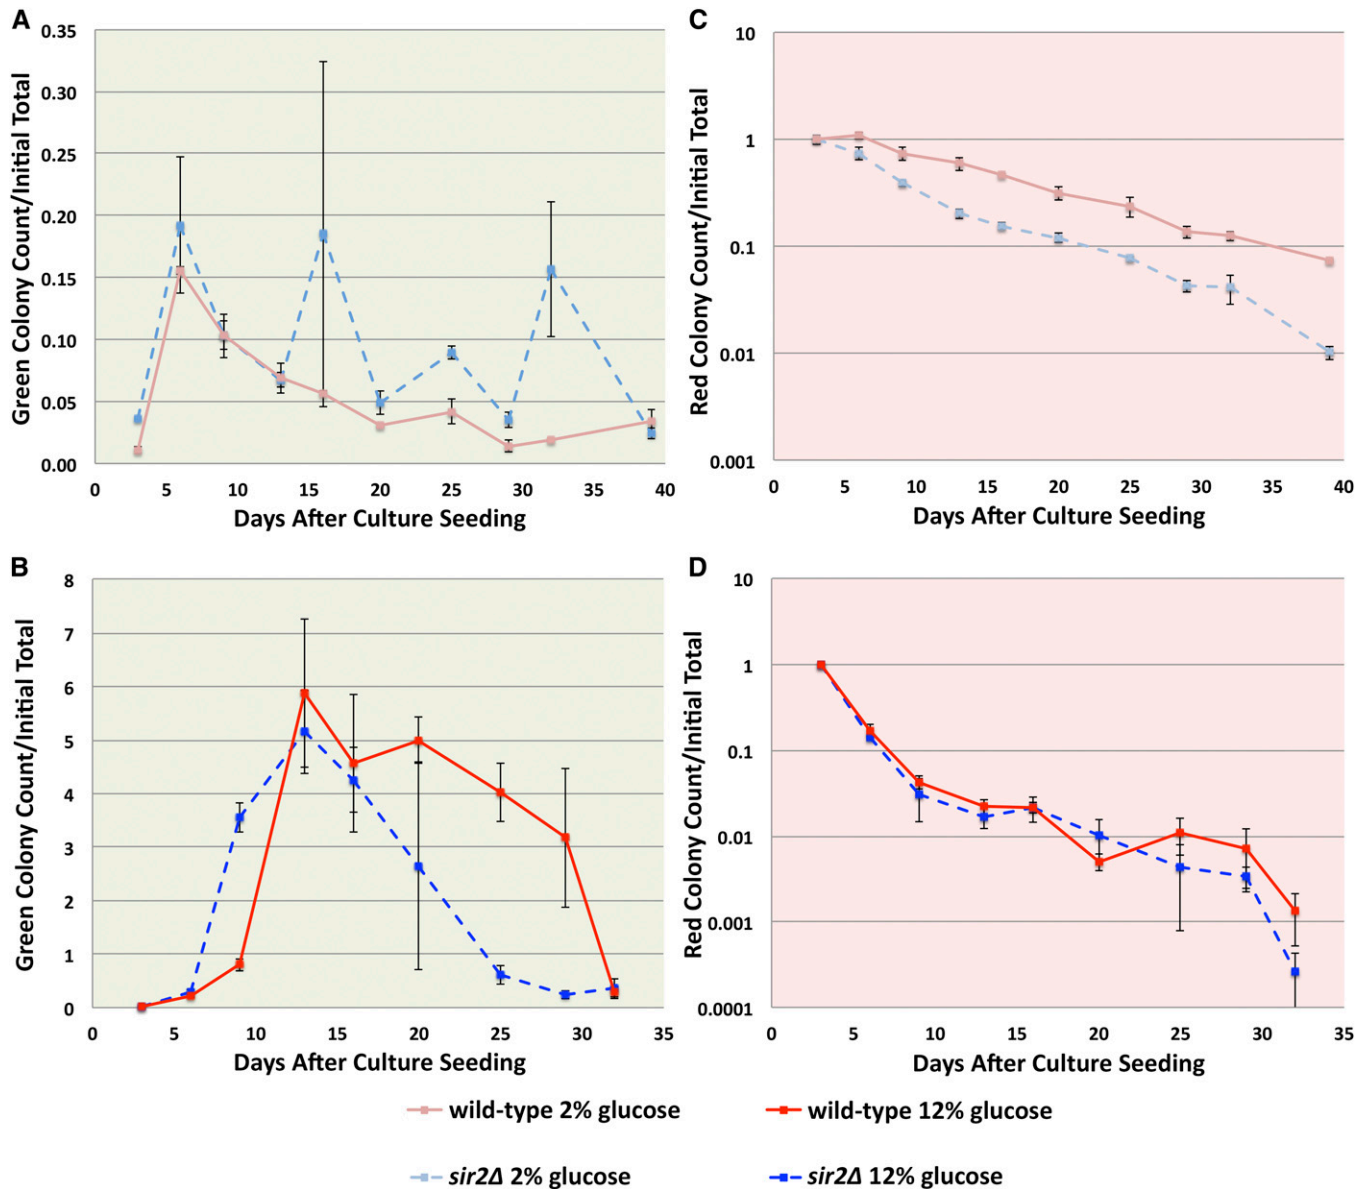 A
Green Colony Count/Initial Total
0.35
0.30
0.25
0.20
0.15
0.10
0.05
0.00
0 5 10 15 20 25 30 35 40
Days After Culture Seeding
C
Red Colony Count/Initial Total
10
1
0.1
0.01
0.001
0 5 10 15 20 25 30 35 40
Days After Culture Seeding
B
Green Colony Count/Initial Total
8
7
6
5
4
3
2
1
0
0 5 10 15 20 25 30 35
Days After Culture Seeding
D
Red Colony Count/Initial Total
10
1
0.1
0.01
0.001
0.0001
0 5 10 15 20 25 30 35
Days After Culture Seeding
wild-type 2% glucose
wild-type 12% glucose
sir2Δ 2% glucose
sir2Δ 12% glucose